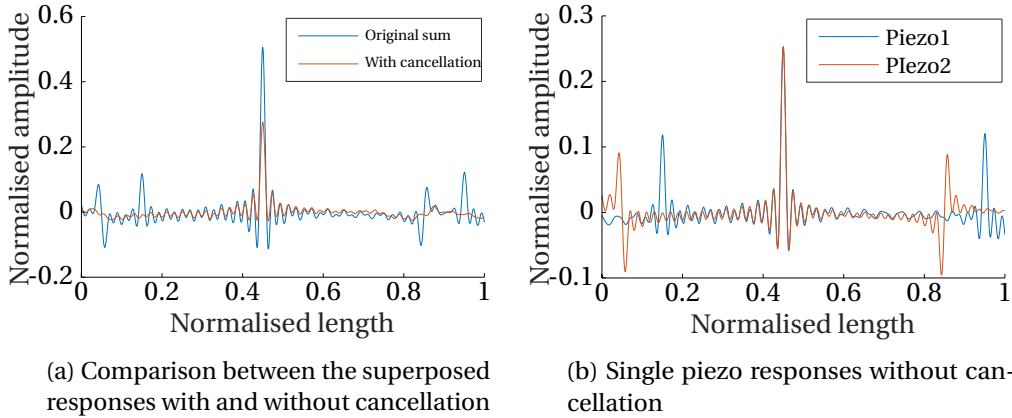 0.6
0.4
0.2
0
-0.2
0
0.2
0.4
0.6
0.8
1
Normalised amplitude
Normalised length
Original sum
With cancellation
(a) Comparison between the superposed
responses with and without cancellation
0.3
0.2
0.1
0
-0.1
0
0.2
0.4
0.6
0.8
1
Normalised amplitude
Normalised length
Piezo1
PIezo2
(b) Single piezo responses without can-
cellation